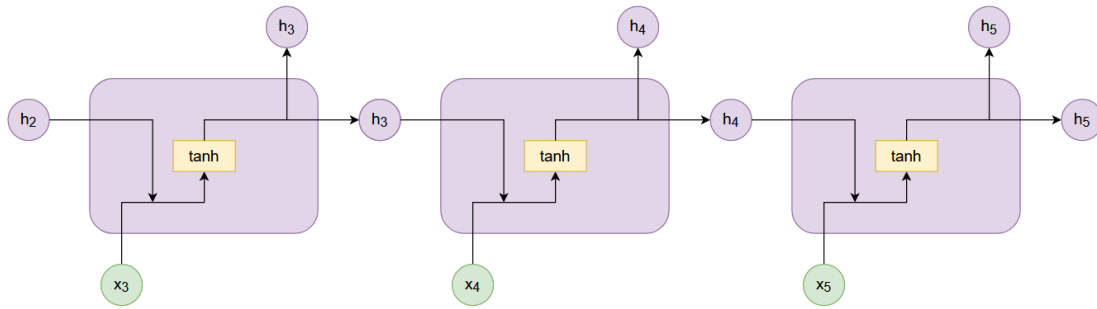 h₃ h₄ h₅
h₂ h₃ h₄ h₅
tanh tanh tanh
x₃ x₄ x₅